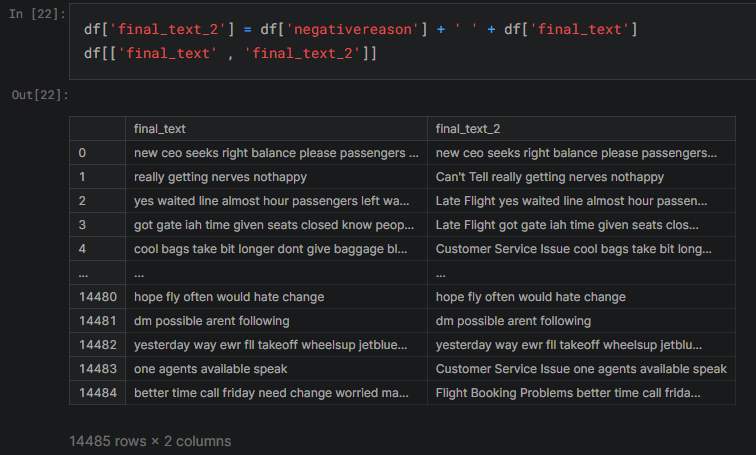 In [22]:
df['final_text_2'] = df['negativereason'] + ' ' + df['final_text']
df[['final_text' , 'final_text_2']]
Out[22]:
final_text final_text_2
0 new ceo seeks right balance please passengers ... new ceo seeks right balance please passengers...
1 really getting nerves nothappy Can't Tell really getting nerves nothappy
2 yes waited line almost hour passengers left wa... Late Flight yes waited line almost hour passen...
3 got gate iah time given seats closed know peop... Late Flight got gate iah time given seats clos...
4 cool bags take bit longer dont give baggage bl... Customer Service Issue cool bags take bit long...
... ... ...
14480 hope fly often would hate change hope fly often would hate change
14481 dm possible arent following dm possible arent following
14482 yesterday way ewr fll takeoff wheelsup jetblue... yesterday way ewr fll takeoff wheelsup jetblu...
14483 one agents available speak Customer Service Issue one agents available speak
14484 better time call friday need change worried ma... Flight Booking Problems better time call frida...
14485 rows × 2 columns